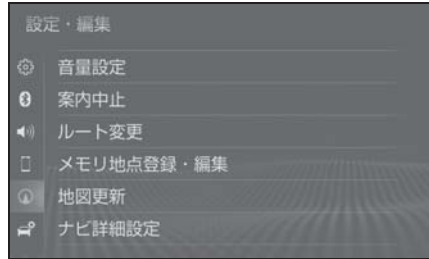 設定・編集
音量設定
案内中止
ルート変更
メモリ地点登録・編集
地図更新
ナビ詳細設定